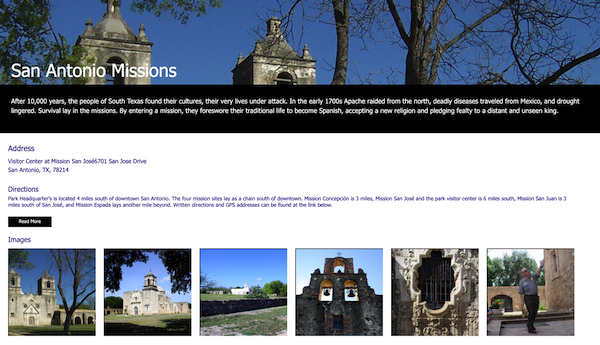 San Antonio Missions
After 10,000 years, the people of South Texas found their cultures, their very lives under attack. In the early 1700s Apache raided from the north, deadly diseases traveled from Mexico, and drought
lingered. Survival lay in the missions. By entering a mission, they foreswore their traditional life to become Spanish, accepting a new religion and pledging fealty to a distant and unseen king.
Address
Visitor Center at Mission San José6701 San Jose Drive
San Antonio, TX, 78214
Directions
Park Headquarter's is located 4 miles south of downtown San Antonio. The four mission sites lay as a chain south of downtown. Mission Concepción is 3 miles, Mission San José and the park visitor center is 6 miles south, Mission San Juan is 3
miles south of San José, and Mission Espada lays another mile beyond. Written directions and GPS addresses can be found at the link below.
Read More
Images